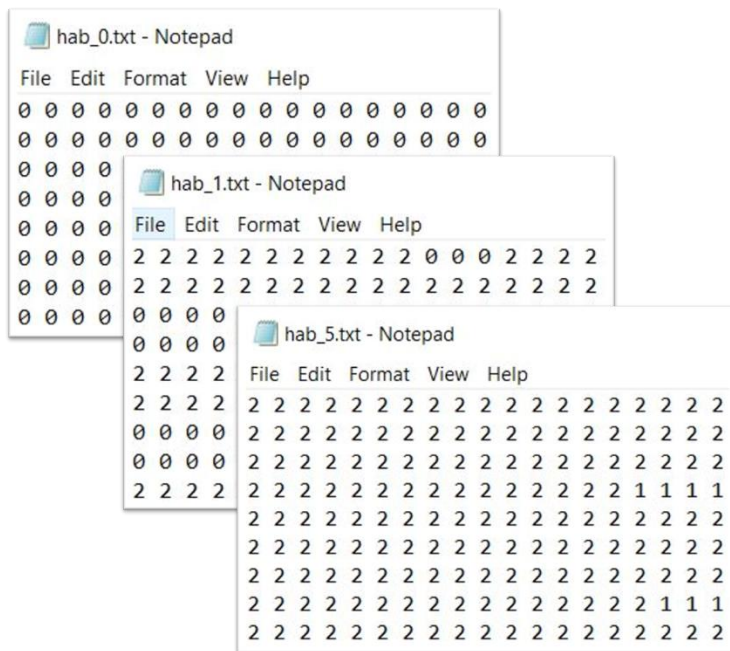 hab_0.txt - Notepad
File Edit Format View Help
0 0 0 0 0 0 0 0 0 0 0 0 0 0 0 0 0 0
0 0 0 0 0 0 0 0 0 0 0 0 0 0 0 0 0 0
0 0 0 0
0 0 0 0
0 0 0 0
0 0 0 0
0 0 0 0
0 0 0 0
hab_1.txt - Notepad
File Edit Format View Help
2 2 2 2 2 2 2 2 2 2 2 0 0 0 2 2 2 2
2 2 2 2 2 2 2 2 2 2 2 2 2 2 2 2 2 2
0 0 0 0
0 0 0 0
2 2 2 2
2 2 2 2
0 0 0 0
0 0 0 0
2 2 2 2
hab_5.txt - Notepad
File Edit Format View Help
2 2 2 2 2 2 2 2 2 2 2 2 2 2 2 2 2 2 2
2 2 2 2 2 2 2 2 2 2 2 2 2 2 2 2 2 2 2
2 2 2 2 2 2 2 2 2 2 2 2 2 2 2 2 2 2 2
2 2 2 2 2 2 2 2 2 2 2 2 2 2 2 1 1 1 1
2 2 2 2 2 2 2 2 2 2 2 2 2 2 2 2 2 2 2
2 2 2 2 2 2 2 2 2 2 2 2 2 2 2 2 2 2 2
2 2 2 2 2 2 2 2 2 2 2 2 2 2 2 2 2 2 2
2 2 2 2 2 2 2 2 2 2 2 2 2 2 2 2 1 1 1
2 2 2 2 2 2 2 2 2 2 2 2 2 2 2 2 2 2 2